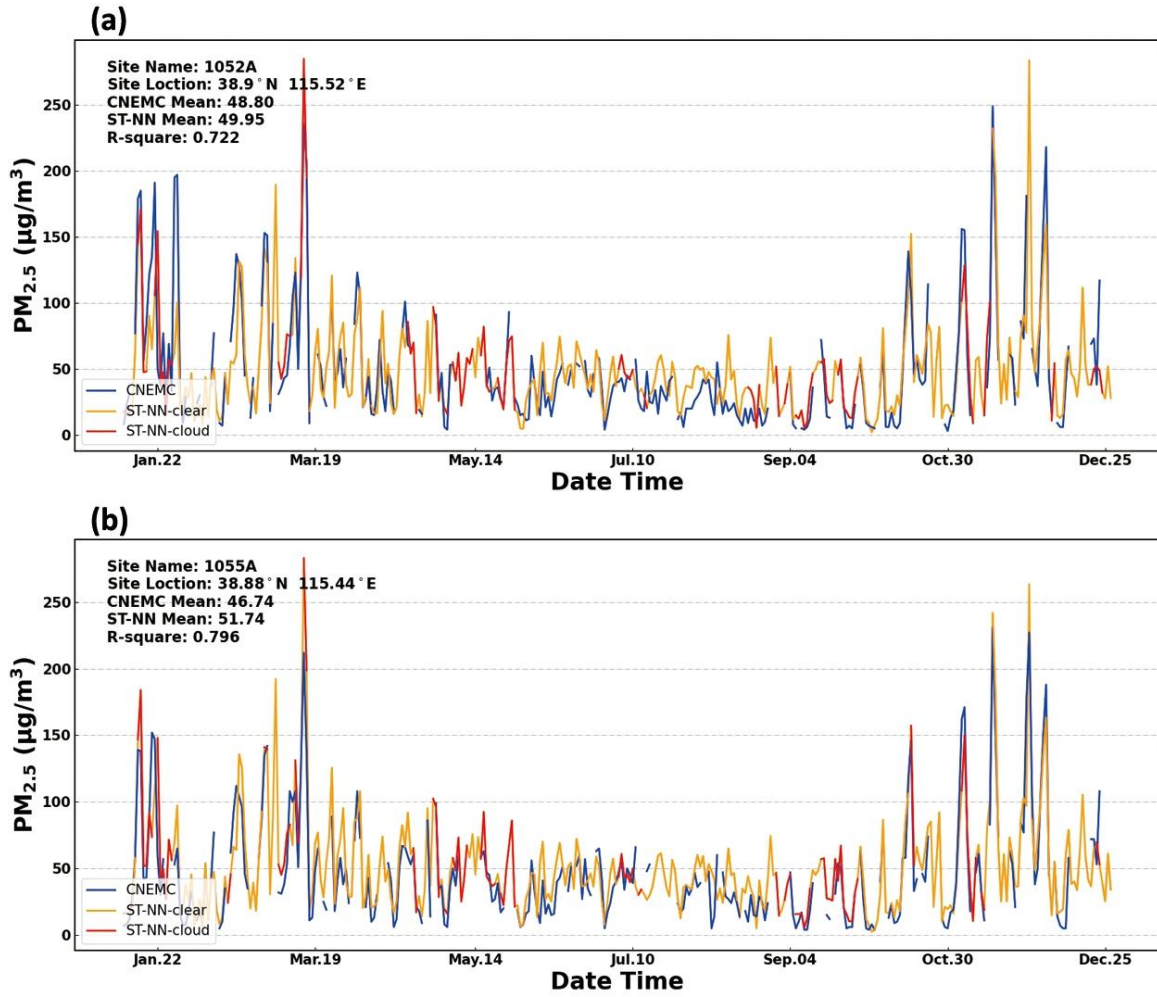 (a)
Site Name: 1052A
Site Loction: 38.9°N 115.52°E
CNEMC Mean: 48.80
ST-NN Mean: 49.95
R-square: 0.722
250
200
150
100
50
0
PM2.5 (μg/m³)
CNEMC
ST-NN-clear
ST-NN-cloud
Jan.22 Mar.19 May.14 Jul.10 Sep.04 Oct.30 Dec.25
Date Time
(b)
Site Name: 1055A
Site Loction: 38.88°N 115.44°E
CNEMC Mean: 46.74
ST-NN Mean: 51.74
R-square: 0.796
250
200
150
100
50
0
PM2.5 (μg/m³)
CNEMC
ST-NN-clear
ST-NN-cloud
Jan.22 Mar.19 May.14 Jul.10 Sep.04 Oct.30 Dec.25
Date Time